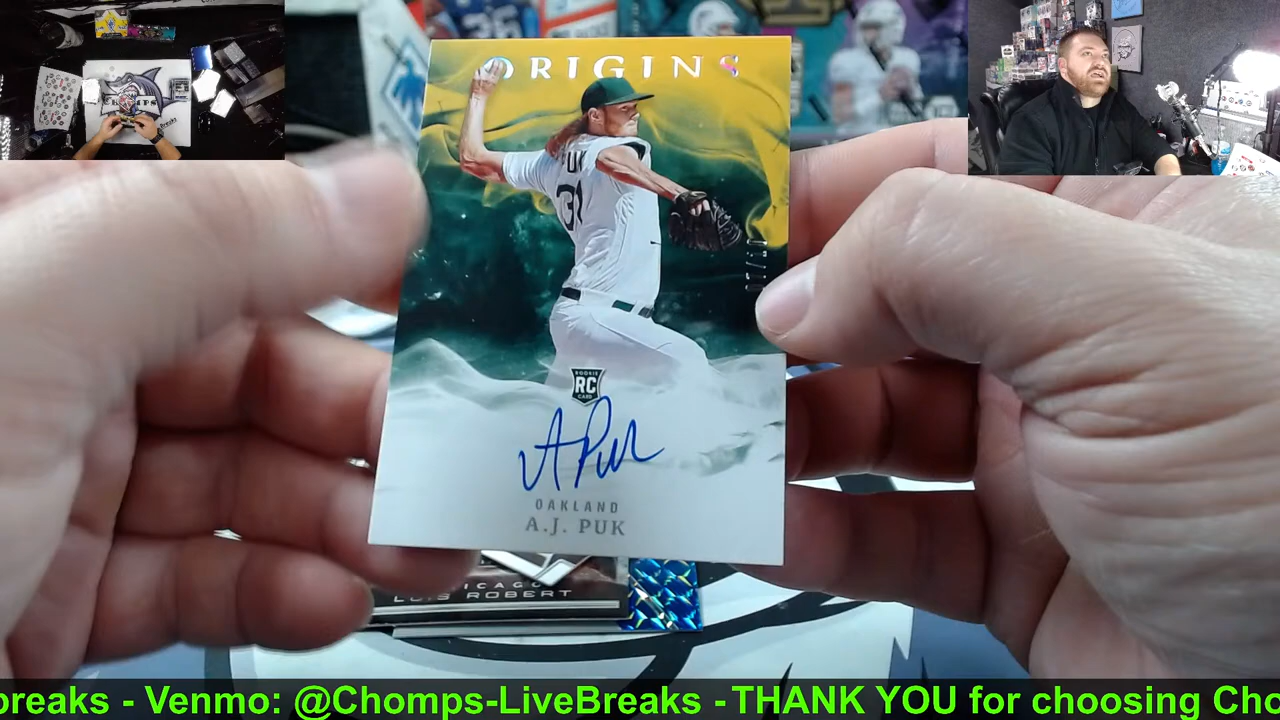 ORIGINS
PUK
31
ROOKIE
RC
CARD
A Puk
OAKLAND
A.J. PUK
LUIS ROBERT
breaks - Venmo: @Chomps-LiveBreaks -THANK YOU for choosing Cho